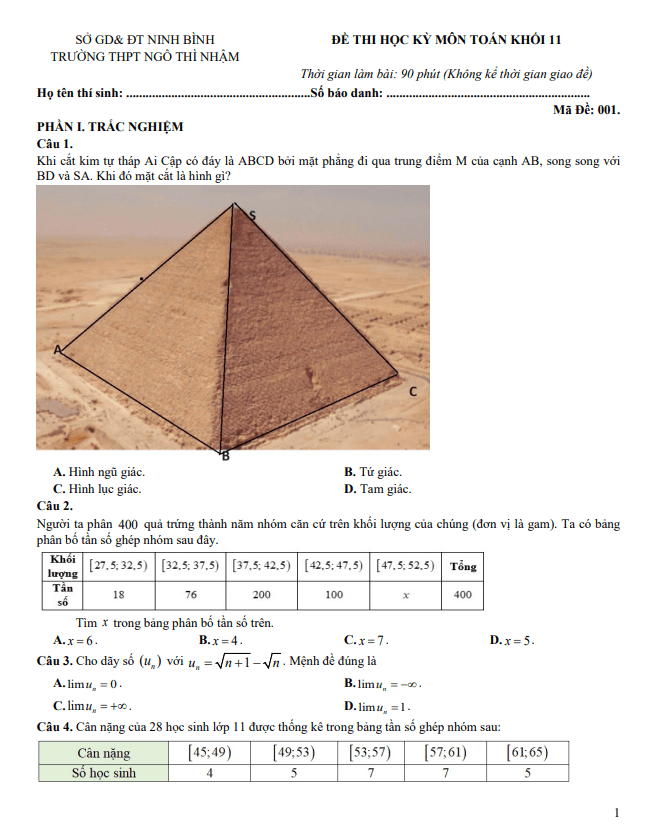 SỞ GD& ĐT NINH BÌNH
TRƯỜNG THPT NGÔ THÌ NHẬM
ĐỀ THI HỌC KỲ MÔN TOÁN KHỐI 11
Thời gian làm bài: 90 phút (Không kể thời gian giao đề)
Họ tên thí sinh: ........................................................Số báo danh: ..............................................................
Mã Đề: 001.
PHẦN I. TRẮC NGHIỆM
Câu 1.
Khi cắt kim tự tháp Ai Cập có đáy là ABCD bởi mặt phẳng đi qua trung điểm M của cạnh AB, song song với
BD và SA. Khi đó mặt cắt là hình gì?
S
A
C
B
A. Hình ngũ giác. B. Tứ giác.
C. Hình lục giác. D. Tam giác.
Câu 2.
Người ta phân 400 quả trứng thành năm nhóm căn cứ trên khối lượng của chúng (đơn vị là gam). Ta có bảng
phân bố tần số ghép nhóm sau đây.
Khối lượng [27,5;32,5) [32,5;37,5) [37,5;42,5) [42,5;47,5) [47,5;52,5) Tổng
Tần số 18 76 200 100 x 400
Tìm x trong bảng phân bố tần số trên.
A. x = 6. B. x = 4. C. x = 7. D. x = 5.
Câu 3. Cho dãy số (uₙ) với uₙ = √(n+1) − √n. Mệnh đề đúng là
A. lim uₙ = 0. B. lim uₙ = −∞.
C. lim uₙ = +∞. D. lim uₙ = 1.
Câu 4. Cân nặng của 28 học sinh lớp 11 được thống kê trong bảng tần số ghép nhóm sau:
Cân nặng [45;49) [49;53) [53;57) [57;61) [61;65)
Số học sinh 4 5 7 7 5
1